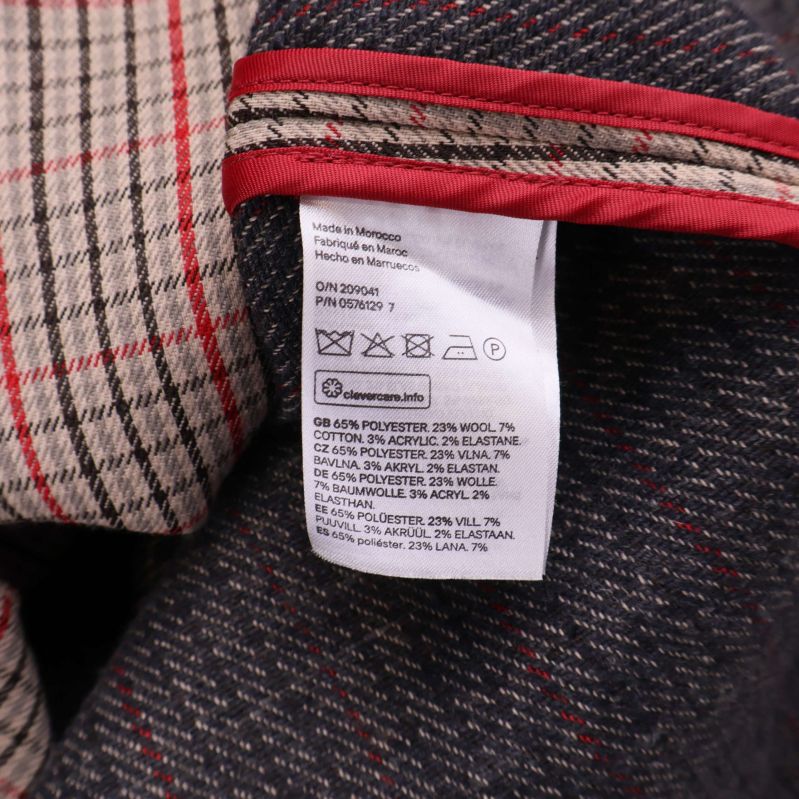 Made in Morocco
Fabriqué en Maroc
Hecho en Marruecos
O/N 209041
P/N 0576129 7
P
clevercare.info
GB 65% POLYESTER. 23% WOOL. 7%
COTTON. 3% ACRYLIC. 2% ELASTANE.
CZ 65% POLYESTER. 23% VLNA. 7%
BAVLNA. 3% AKRYL. 2% ELASTAN.
DE 65% POLYESTER. 23% WOLLE.
7% BAUMWOLLE. 3% ACRYL. 2%
ELASTHAN.
EE 65% POLÜESTER. 23% VILL. 7%
PUUVILL. 3% AKRÜÜL. 2% ELASTAAN.
ES 65% poliéster. 23% LANA. 7%